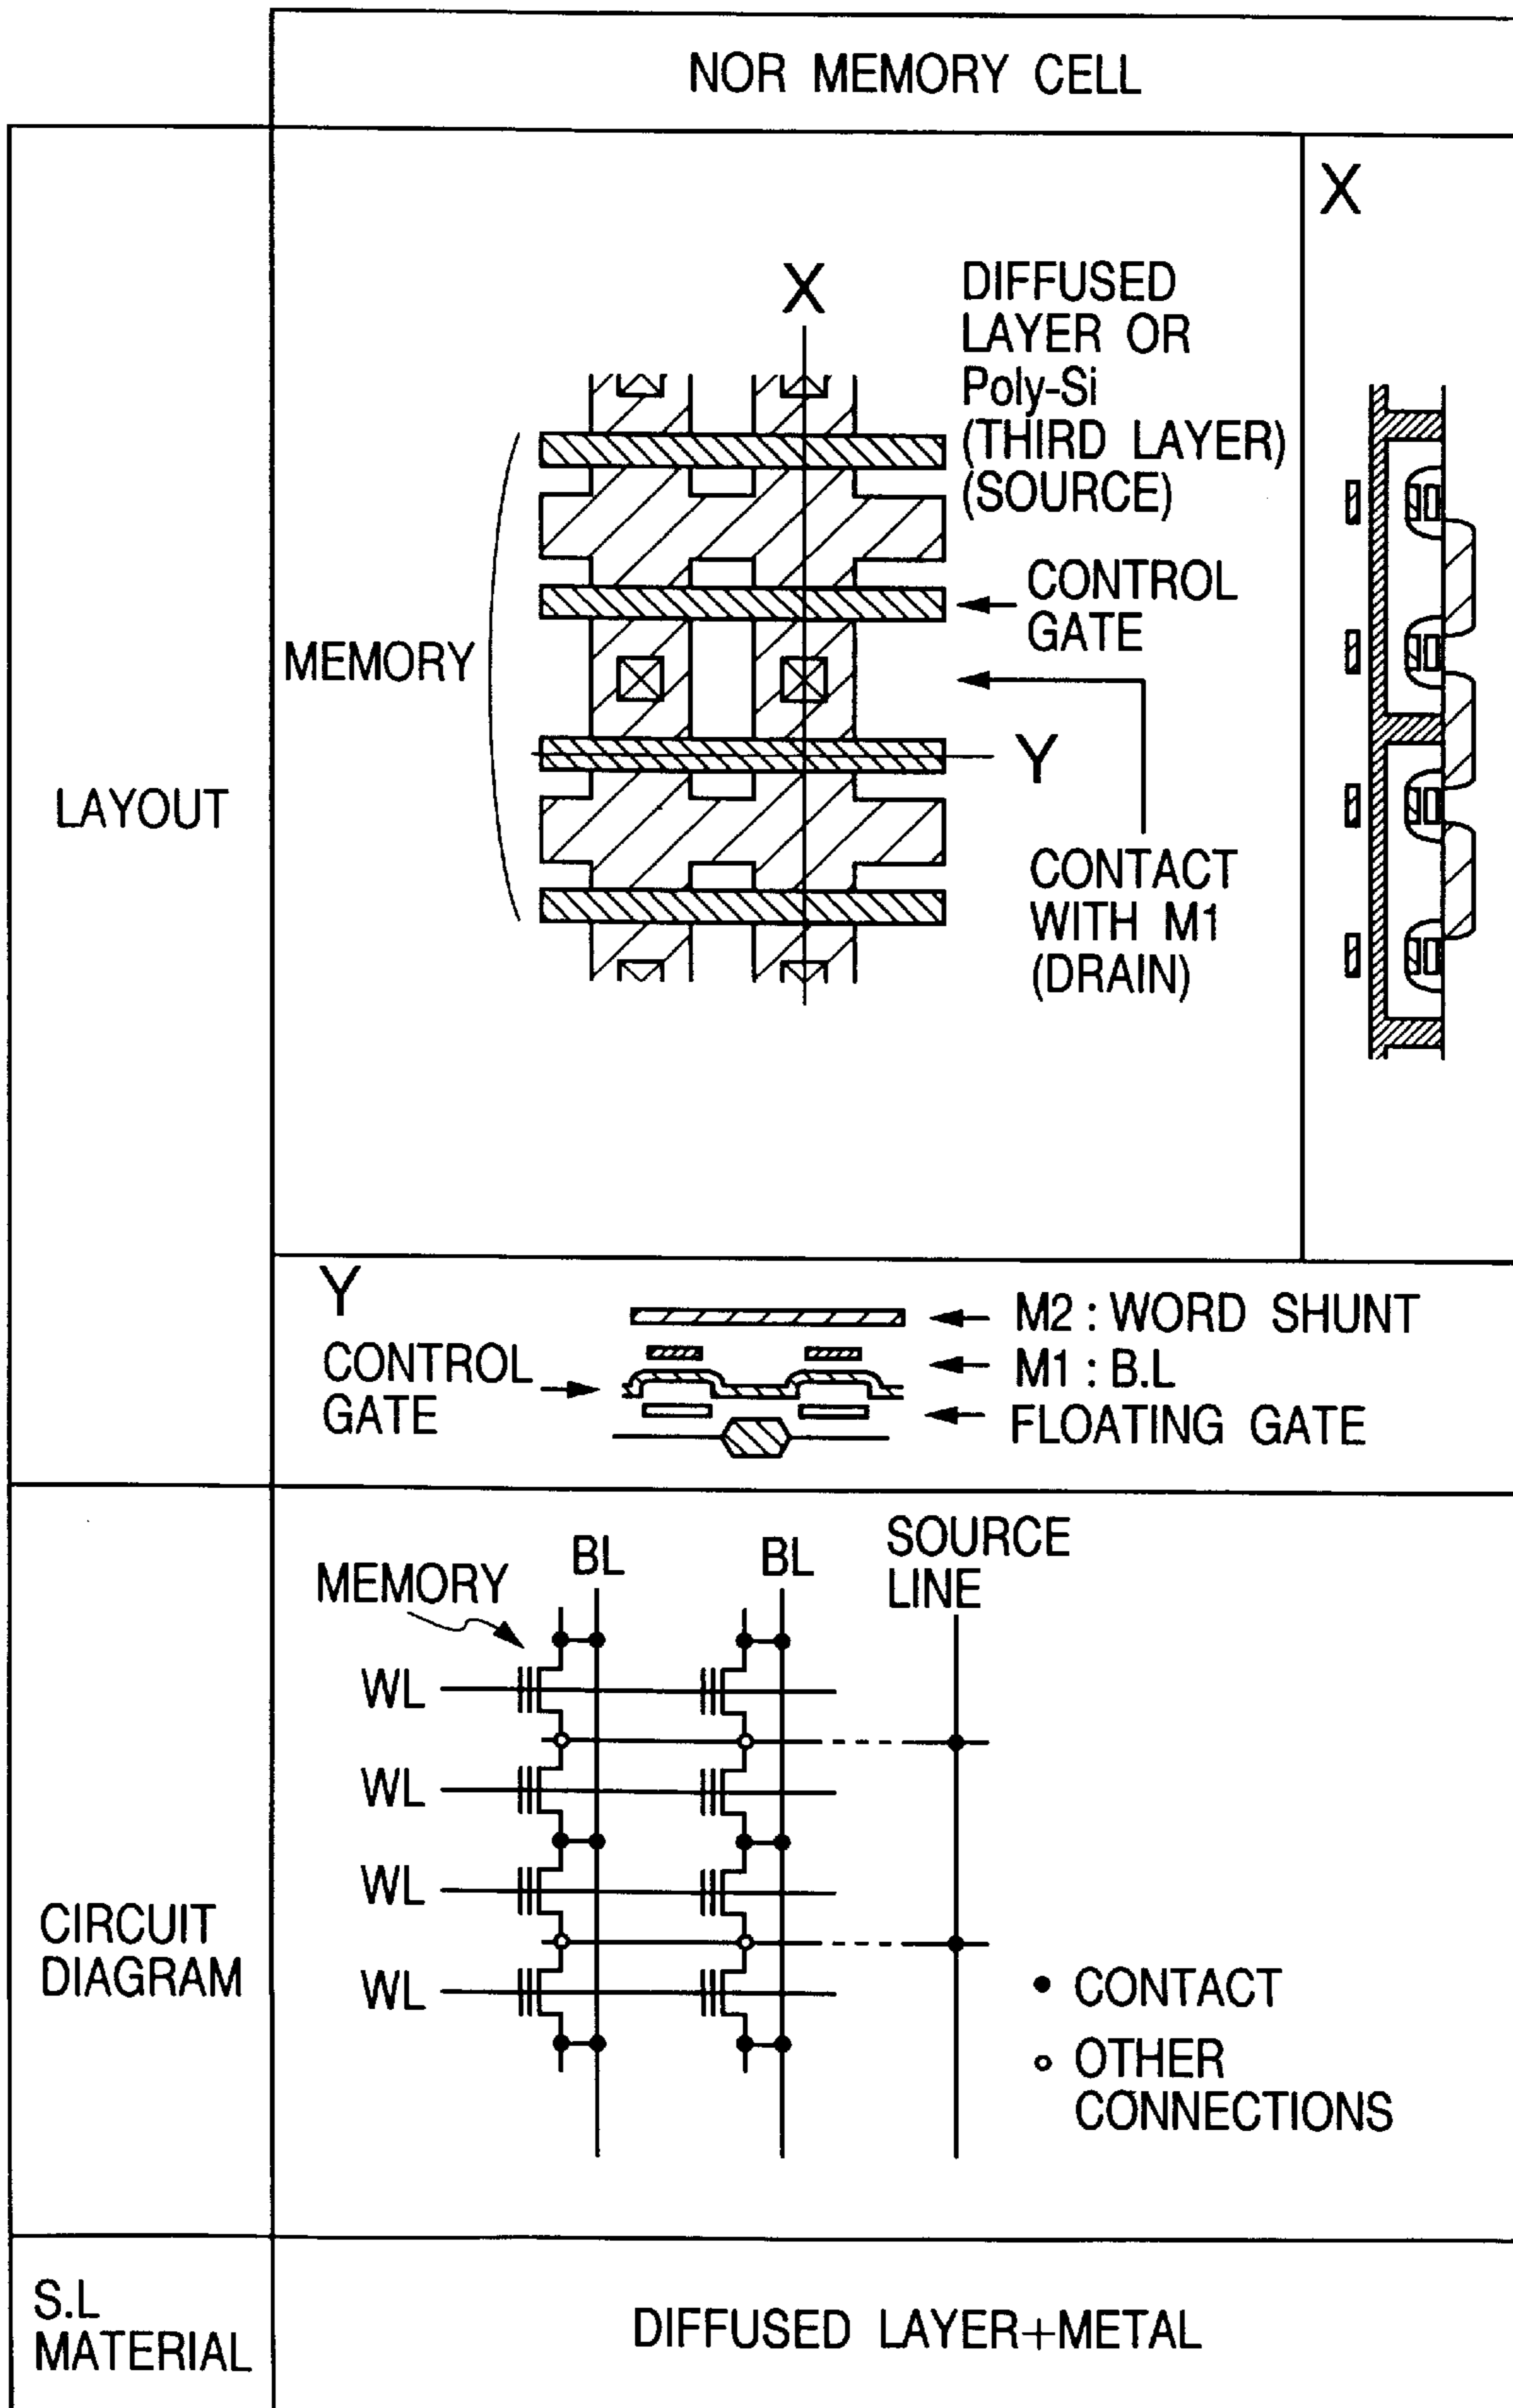 NOR MEMORY CELL
LAYOUT
X
DIFFUSED
LAYER OR
Poly-Si
(THIRD LAYER)
(SOURCE)
CONTROL
GATE
MEMORY
Y
CONTACT
WITH M1
(DRAIN)
X
Y
CONTROL
GATE
M2 : WORD SHUNT
M1 : B.L
FLOATING GATE
CIRCUIT
DIAGRAM
MEMORY
BL
BL
SOURCE
LINE
WL
WL
WL
WL
CONTACT
OTHER
CONNECTIONS
S.L
MATERIAL
DIFFUSED LAYER+METAL